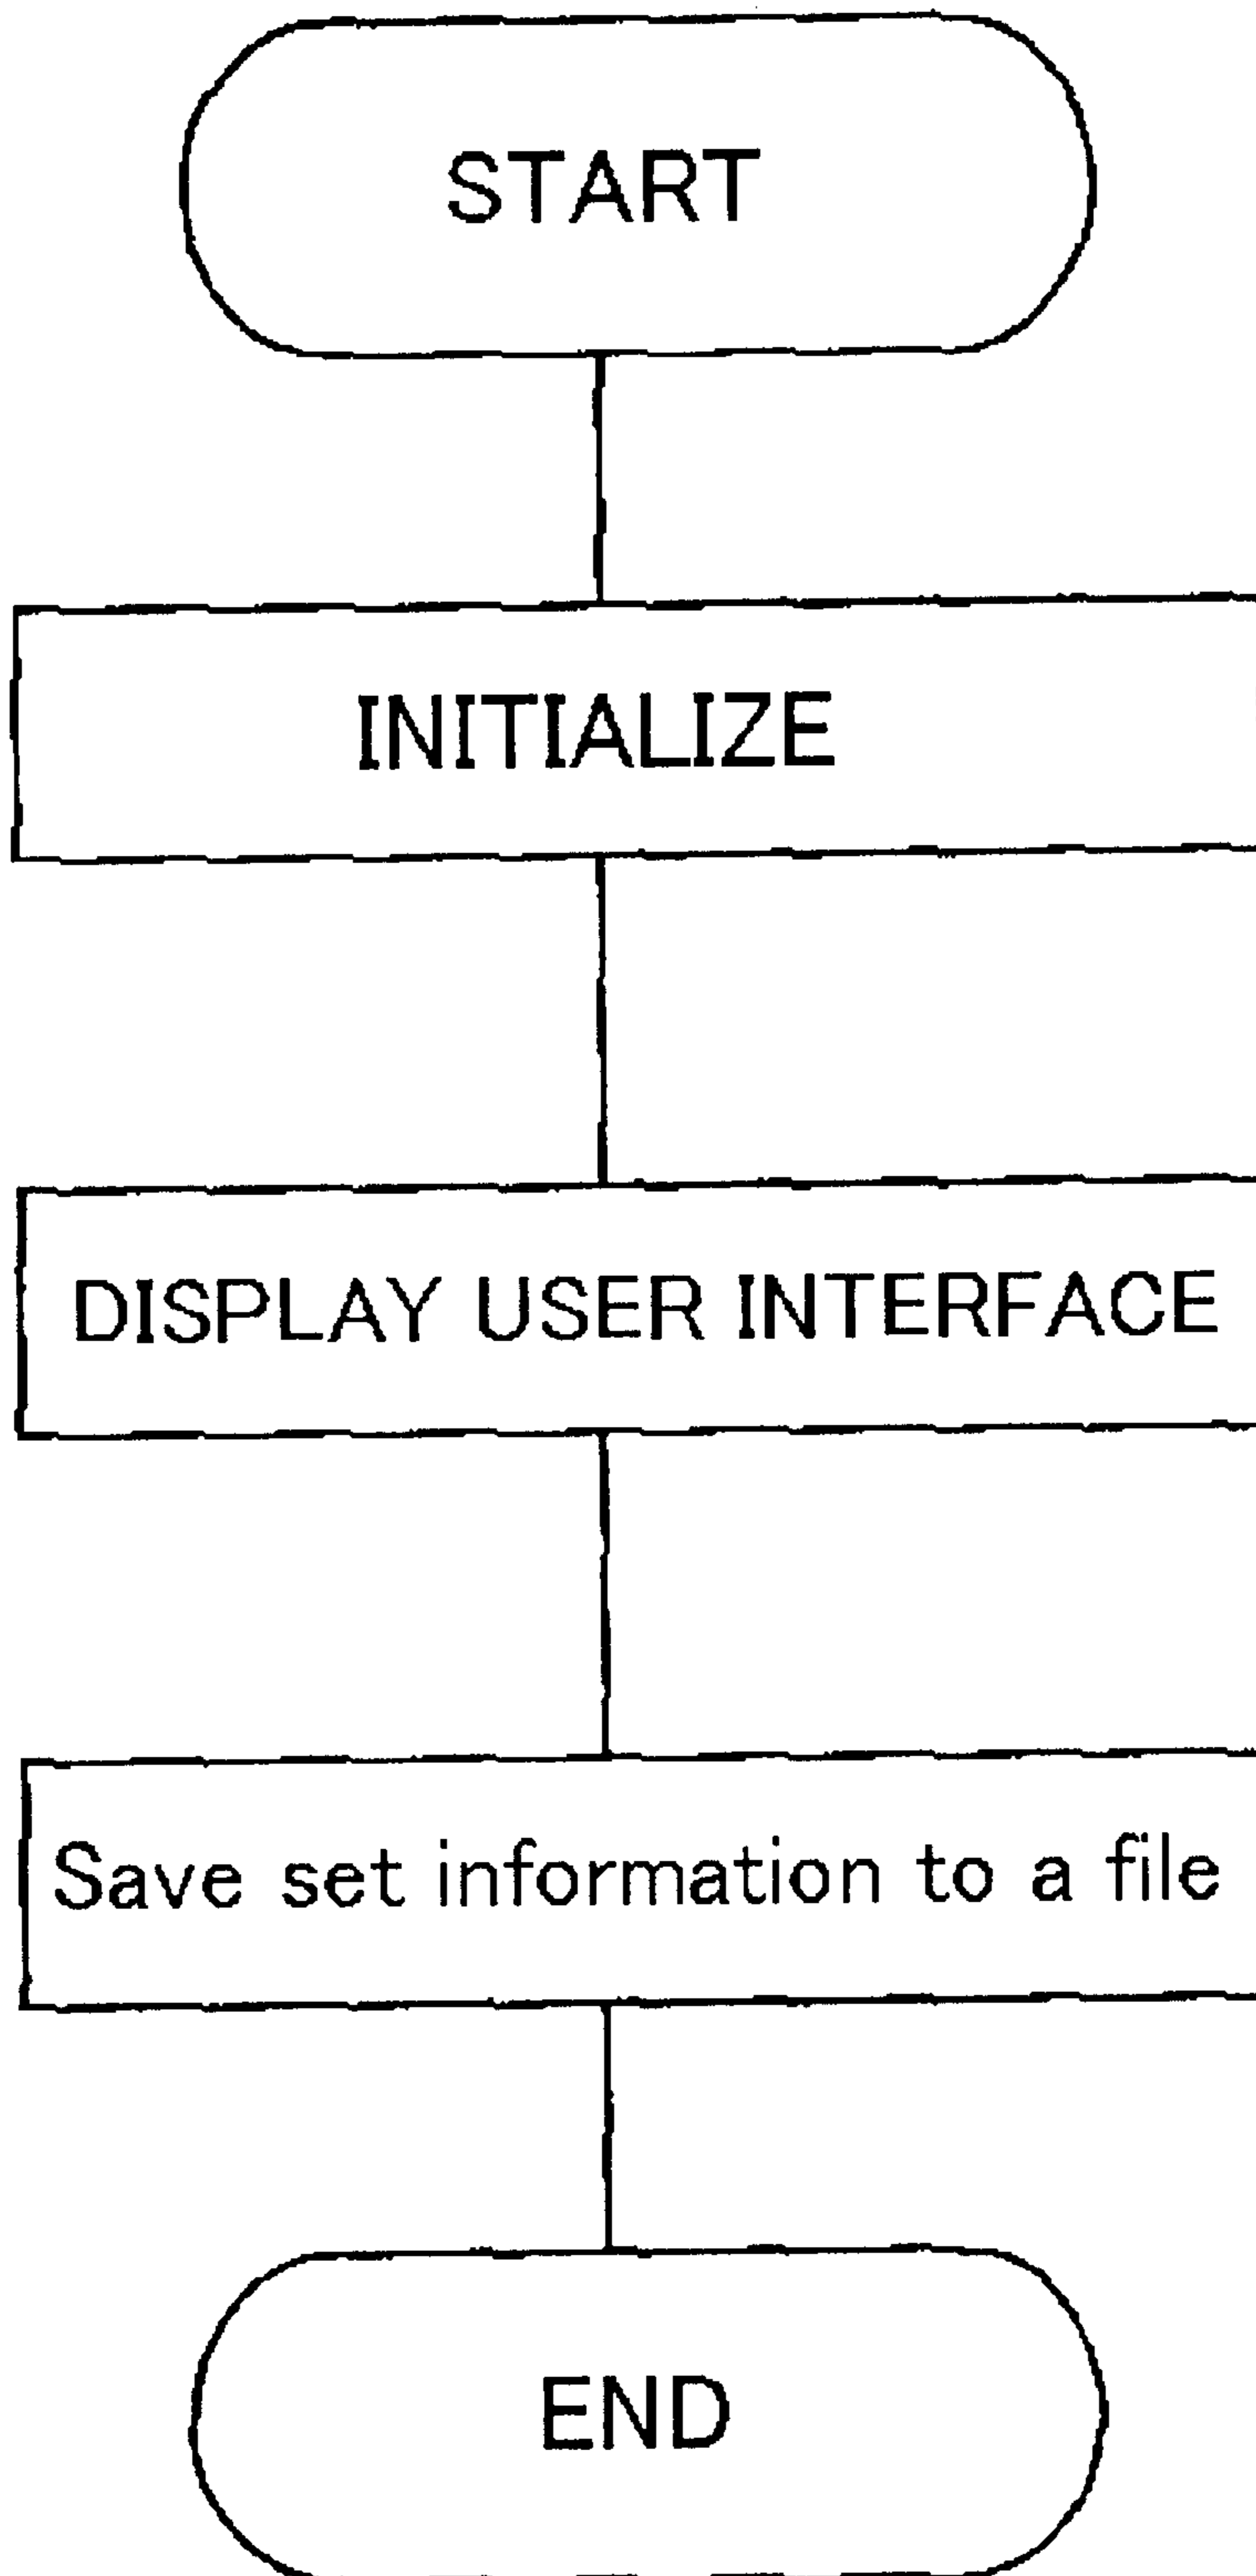 START
INITIALIZE
DISPLAY USER INTERFACE
Save set information to a file
END